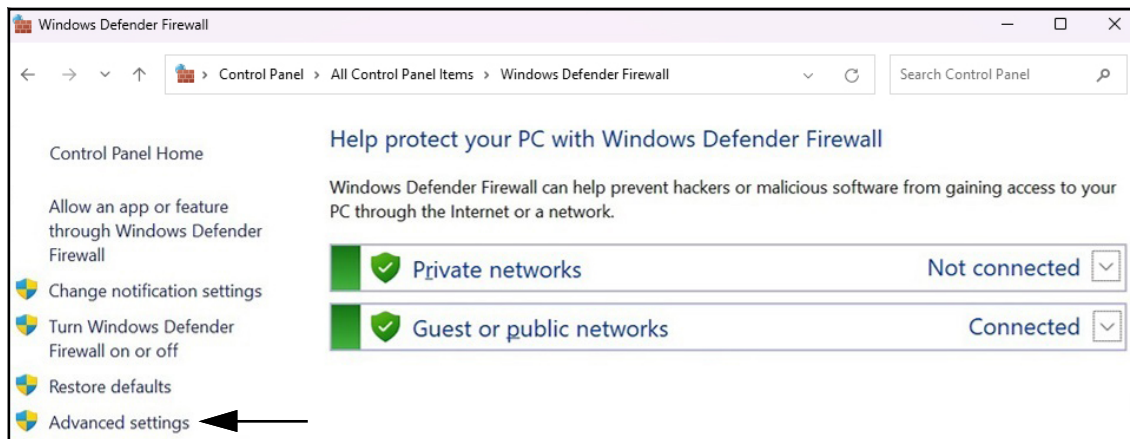 Windows Defender Firewall
Control Panel > All Control Panel Items > Windows Defender Firewall
Search Control Panel
Control Panel Home
Allow an app or feature
through Windows Defender
Firewall
Change notification settings
Turn Windows Defender
Firewall on or off
Restore defaults
Advanced settings
Help protect your PC with Windows Defender Firewall
Windows Defender Firewall can help prevent hackers or malicious software from gaining access to your
PC through the Internet or a network.
Private networks Not connected
Guest or public networks Connected